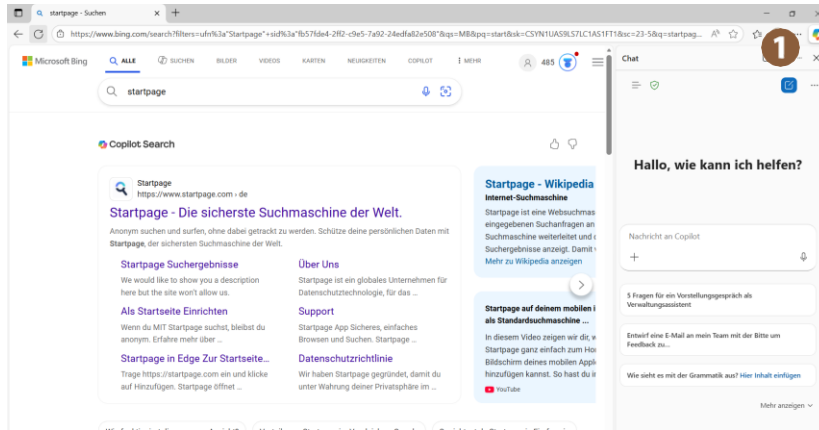 startpage - Suchen
https://www.bing.com/search?filters=ufn%3a"Startpage"+sid%3a"fb57fde4-2ff2-c9e5-7a92-24edfa82e508"&qs=MB&pq=start&sk=CSYN1UAS9LS7LC1AS1FT1&sc=23-5&q=startpag...
1
Microsoft Bing
ALLE SUCHEN BILDER VIDEOS KARTEN NEUIGKEITEN COPILOT MEHR
485
startpage
Copilot Search
Startpage
https://www.startpage.com › de
Startpage - Die sicherste Suchmaschine der Welt.
Anonym suchen und surfen, ohne dabei getrackt zu werden. Schütze deine persönlichen Daten mit
Startpage, der sichersten Suchmaschine der Welt.
Startpage Suchergebnisse
We would like to show you a description
here but the site won't allow us.
Als Startseite Einrichten
Wenn du MIT Startpage suchst, bleibst du
anonym. Erfahre mehr über ...
Startpage in Edge Zur Startseite...
Trage https://startpage.com ein und klicke
auf Hinzufügen. Startpage öffnet ...
Über Uns
Startpage ist ein globales Unternehmen für
Datenschutztechnologie, für das ...
Support
Startpage App Sicheres, einfaches
Browsen und Suchen. Startpage ...
Datenschutzrichtlinie
Wir haben Startpage gegründet, damit du
unter Wahrung deiner Privatsphäre im ...
Startpage - Wikipedia
Internet-Suchmaschine
Startpage ist eine Websuchmas
eingegebenen Suchanfragen an
Suchmaschine weiterleitet und d
Suchergebnisse anzeigt. Damit
Mehr zu Wikipedia anzeigen
Startpage auf deinem mobilen
als Standardsuchmaschine ...
In diesem Video zeigen wir dir, w
Startpage ganz einfach zum Ho
Bildschirm deines mobilen Appl
hinzufügen kannst. So hast du i
YouTube
Chat
Hallo, wie kann ich helfen?
Nachricht an Copilot
5 Fragen für ein Vorstellungsgespräch als
Verwaltungsassistent
Entwirf eine E-Mail an mein Team mit der Bitte um
Feedback zu...
Wie sieht es mit der Grammatik aus? Hier Inhalt einfügen
Mehr anzeigen